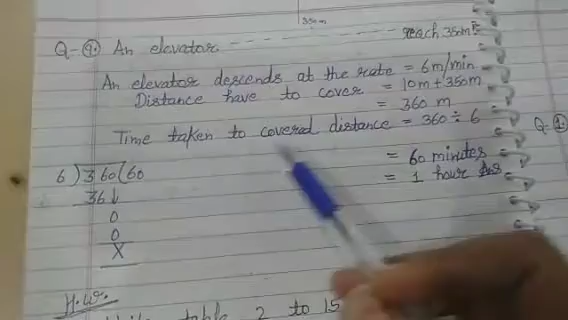 350m
Q-9. An elevator ------------ reach 350m
An elevator descends at the rate = 6m/min
Distance have to cover = 10m + 350m
= 360 m
Time taken to covered distance = 360 ÷ 6
= 60 minutes
= 1 hour Ans
6 ) 360 ( 60
36↓
0
0
X
H.W.
table 2 to 15